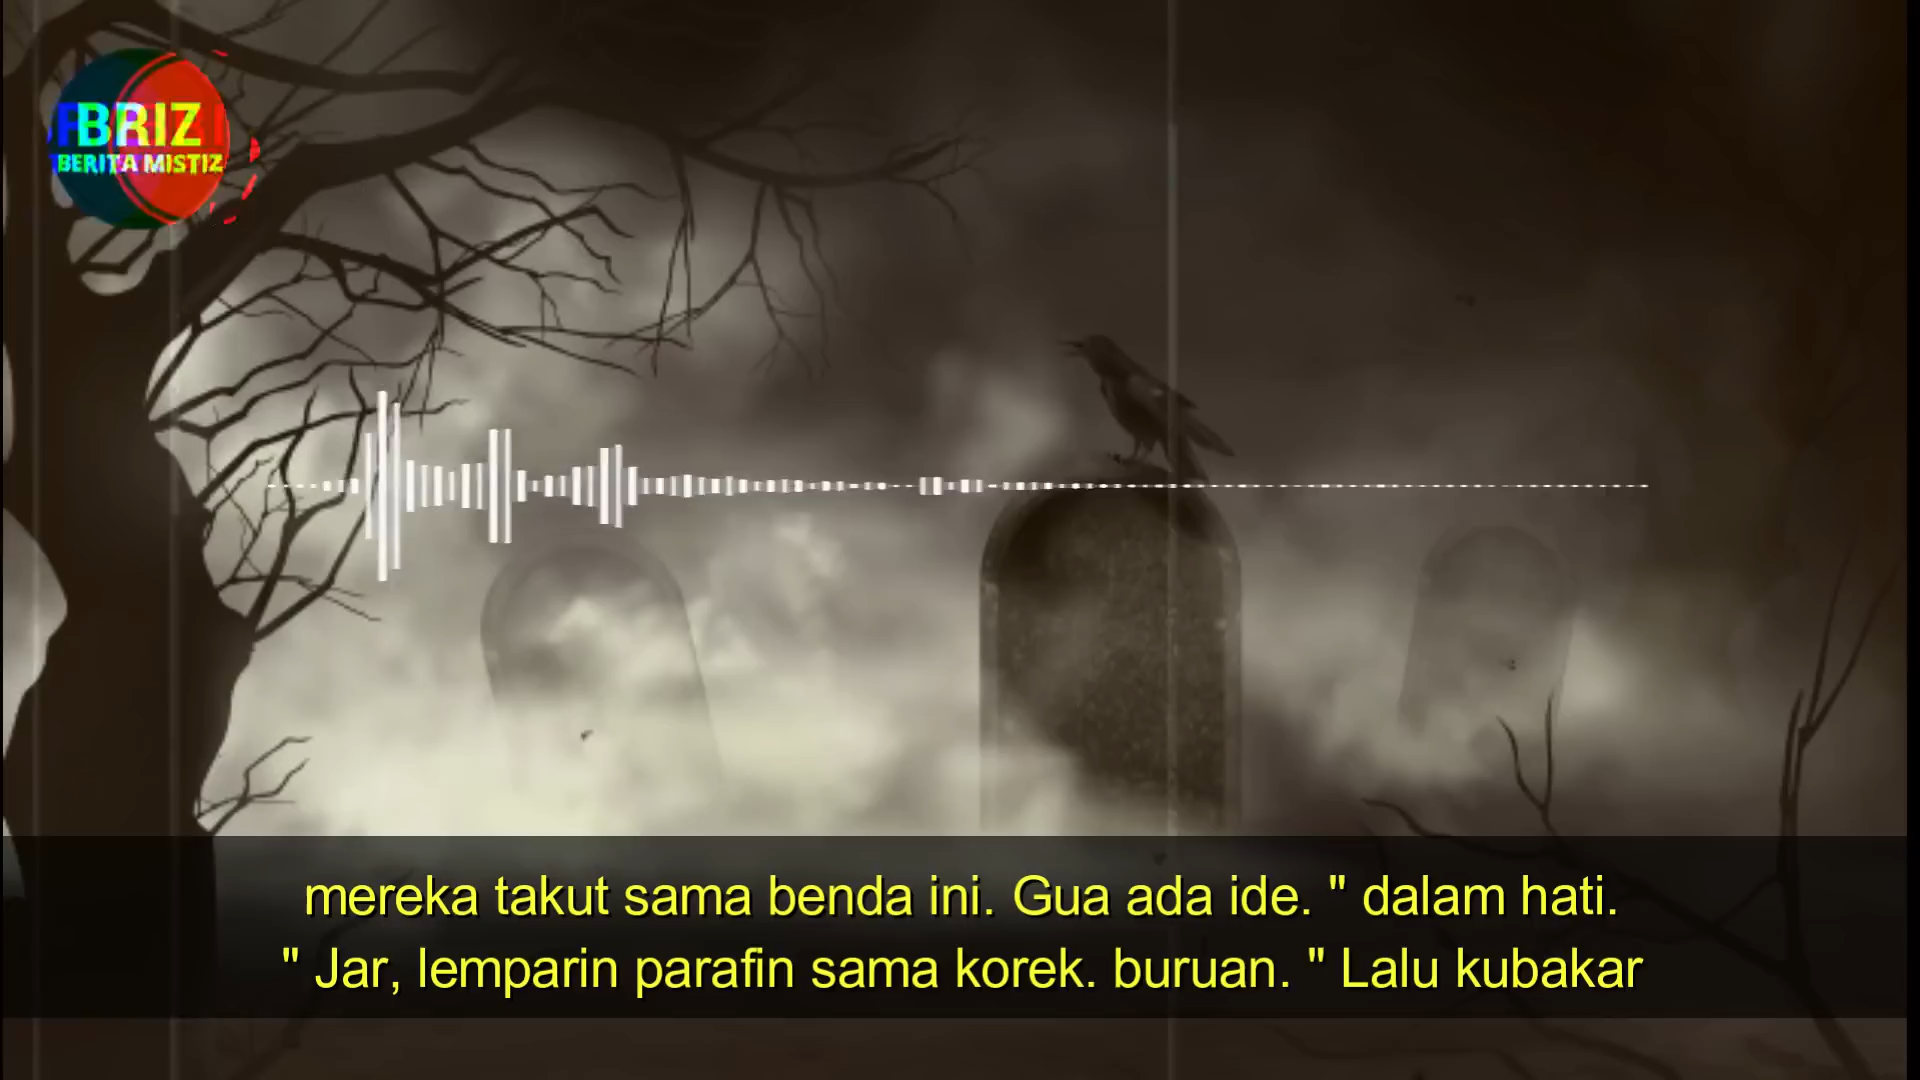 BRIZ
BERITA MISTIZ
mereka takut sama benda ini. Gua ada ide. " dalam hati.
" Jar, lemparin parafin sama korek. buruan. " Lalu kubakar